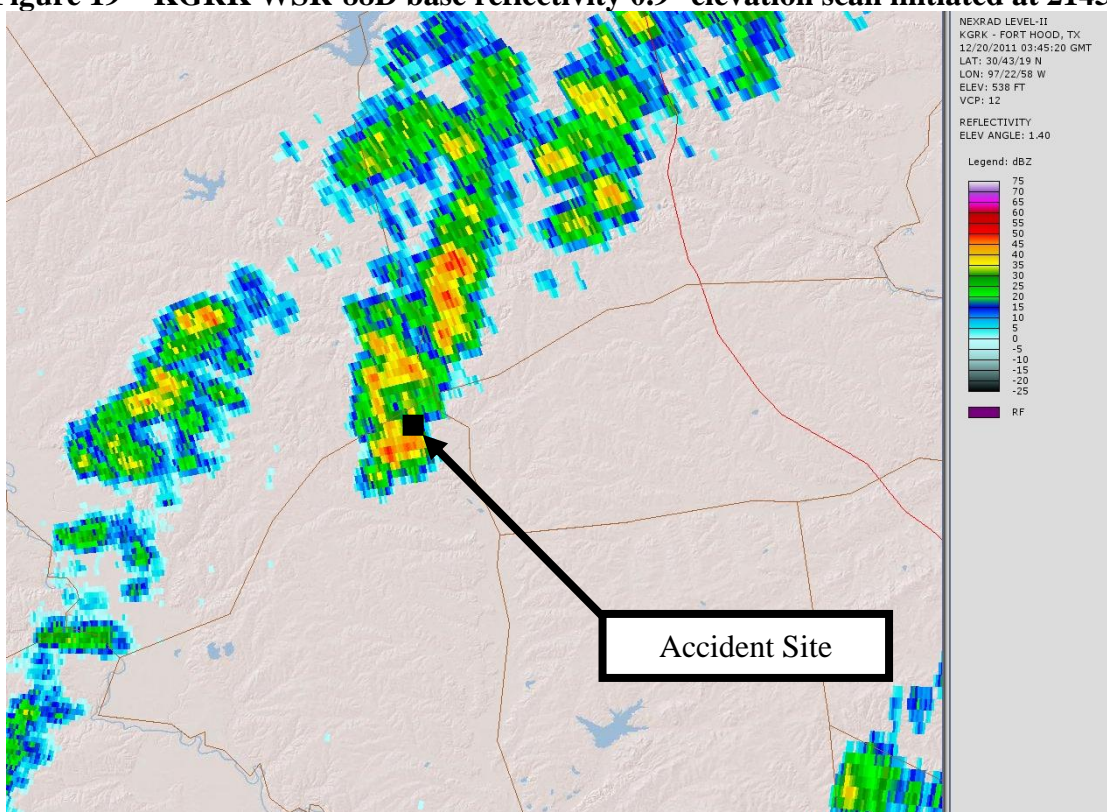 Figure 19 – KGRK WSR-88D base reflectivity 0.9° elevation scan initiated at 2145
NEXRAD LEVEL-II
KGRK - FORT HOOD, TX
12/20/2011 03:45:20 GMT
LAT: 30/43/19 N
LON: 97/22/58 W
ELEV: 538 FT
VCP: 12
REFLECTIVITY
ELEV ANGLE: 1.40
Legend: dBZ
75
70
65
60
55
50
45
40
35
30
25
20
15
10
5
0
-5
-10
-15
-20
-25
RF
Accident Site